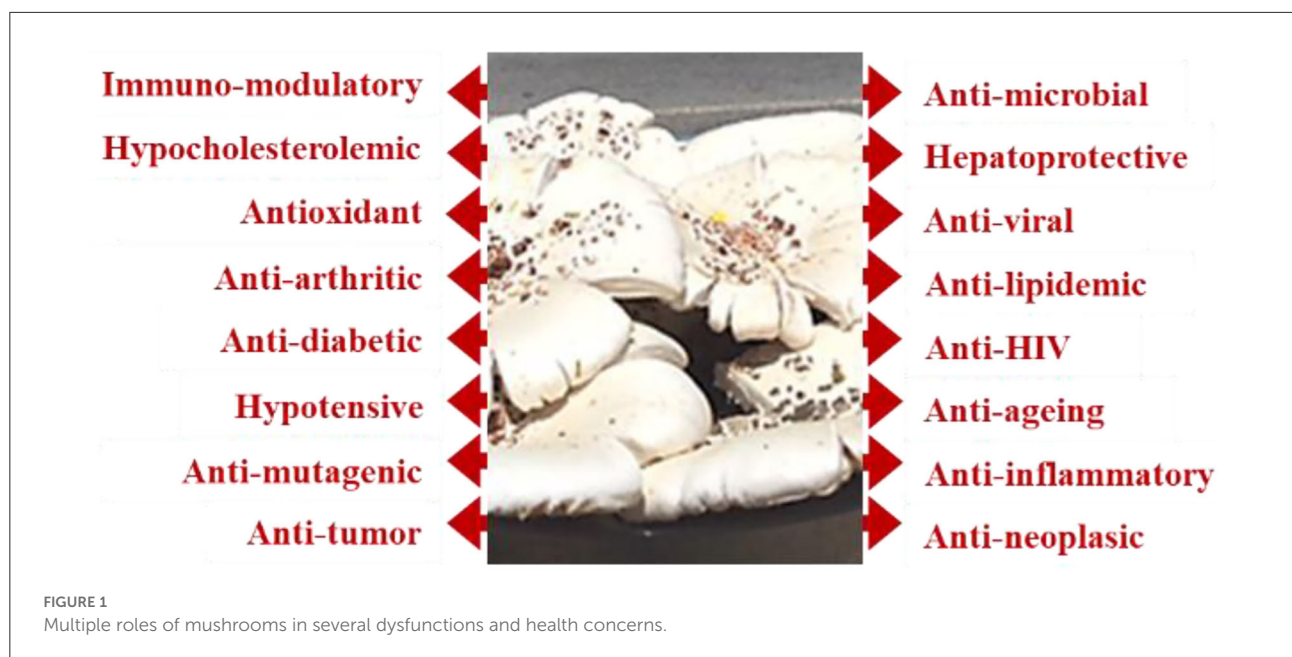 Immuno-modulatory
Hypocholesterolemic
Antioxidant
Anti-arthritic
Anti-diabetic
Hypotensive
Anti-mutagenic
Anti-tumor
Anti-microbial
Hepatoprotective
Anti-viral
Anti-lipidemic
Anti-HIV
Anti-ageing
Anti-inflammatory
Anti-neoplasic
FIGURE 1
Multiple roles of mushrooms in several dysfunctions and health concerns.